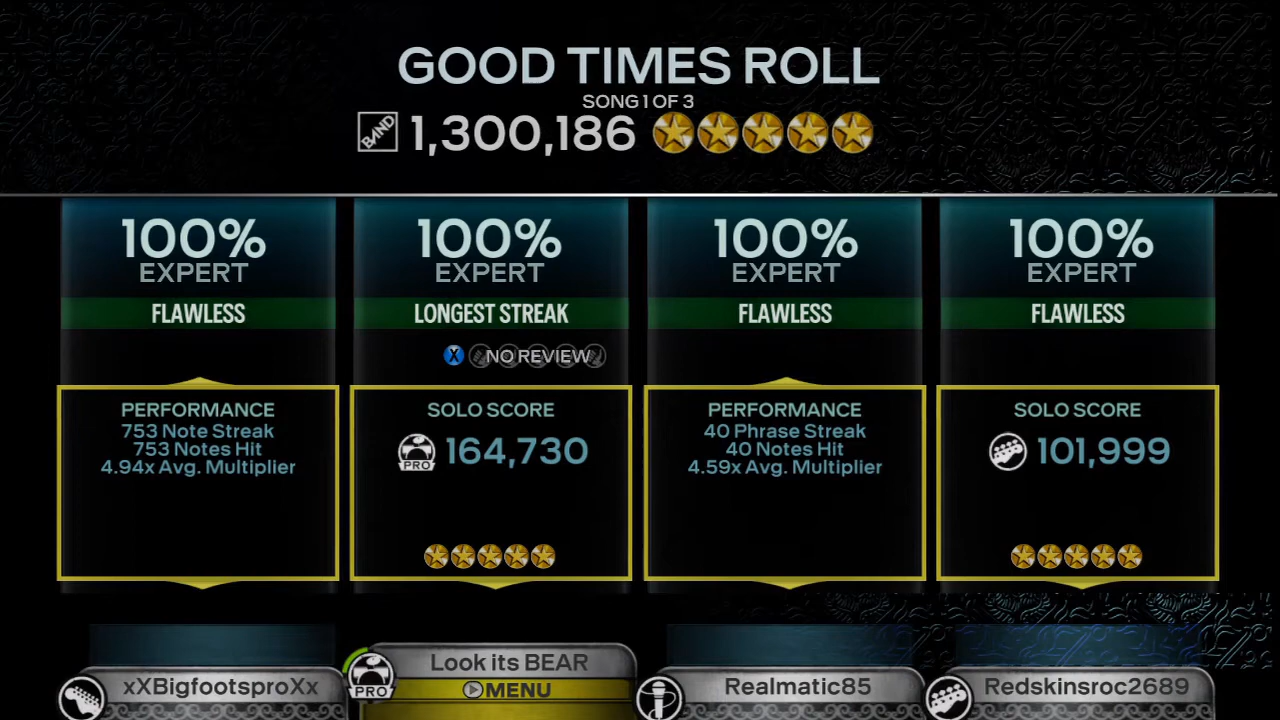 GOOD TIMES ROLL
SONG 1 OF 3
BAND 1,300,186
100%
EXPERT
FLAWLESS
PERFORMANCE
753 Note Streak
753 Notes Hit
4.94x Avg. Multiplier
xXBigfootsproXx
100%
EXPERT
LONGEST STREAK
X NO REVIEW
SOLO SCORE
PRO 164,730
PRO
Look its BEAR
MENU
100%
EXPERT
FLAWLESS
PERFORMANCE
40 Phrase Streak
40 Notes Hit
4.59x Avg. Multiplier
Realmatic85
100%
EXPERT
FLAWLESS
SOLO SCORE
101,999
Redskinsroc2689